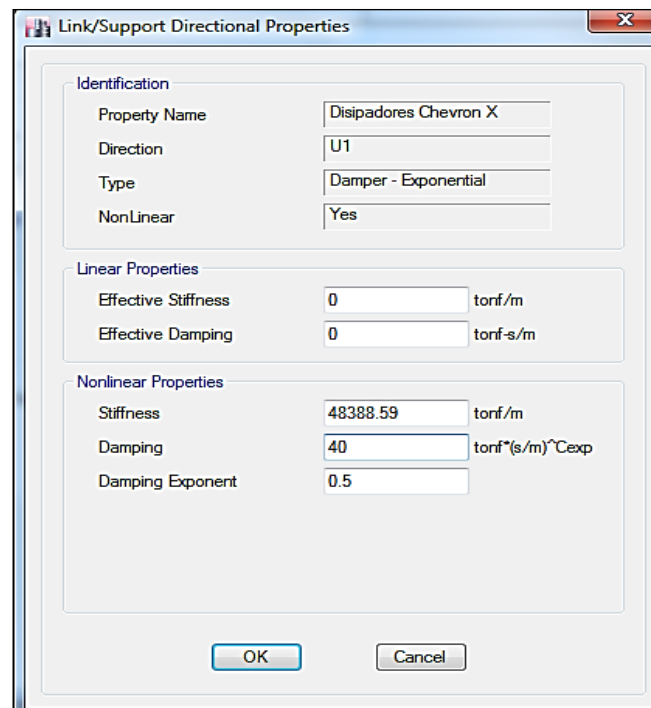 Link/Support Directional Properties
Identification
Property Name Disipadores Chevron X
Direction U1
Type Damper - Exponential
NonLinear Yes
Linear Properties
Effective Stiffness 0 tonf/m
Effective Damping 0 tonf-s/m
Nonlinear Properties
Stiffness 48388.59 tonf/m
Damping 40 tonf*(s/m)^Cexp
Damping Exponent 0.5
OK Cancel